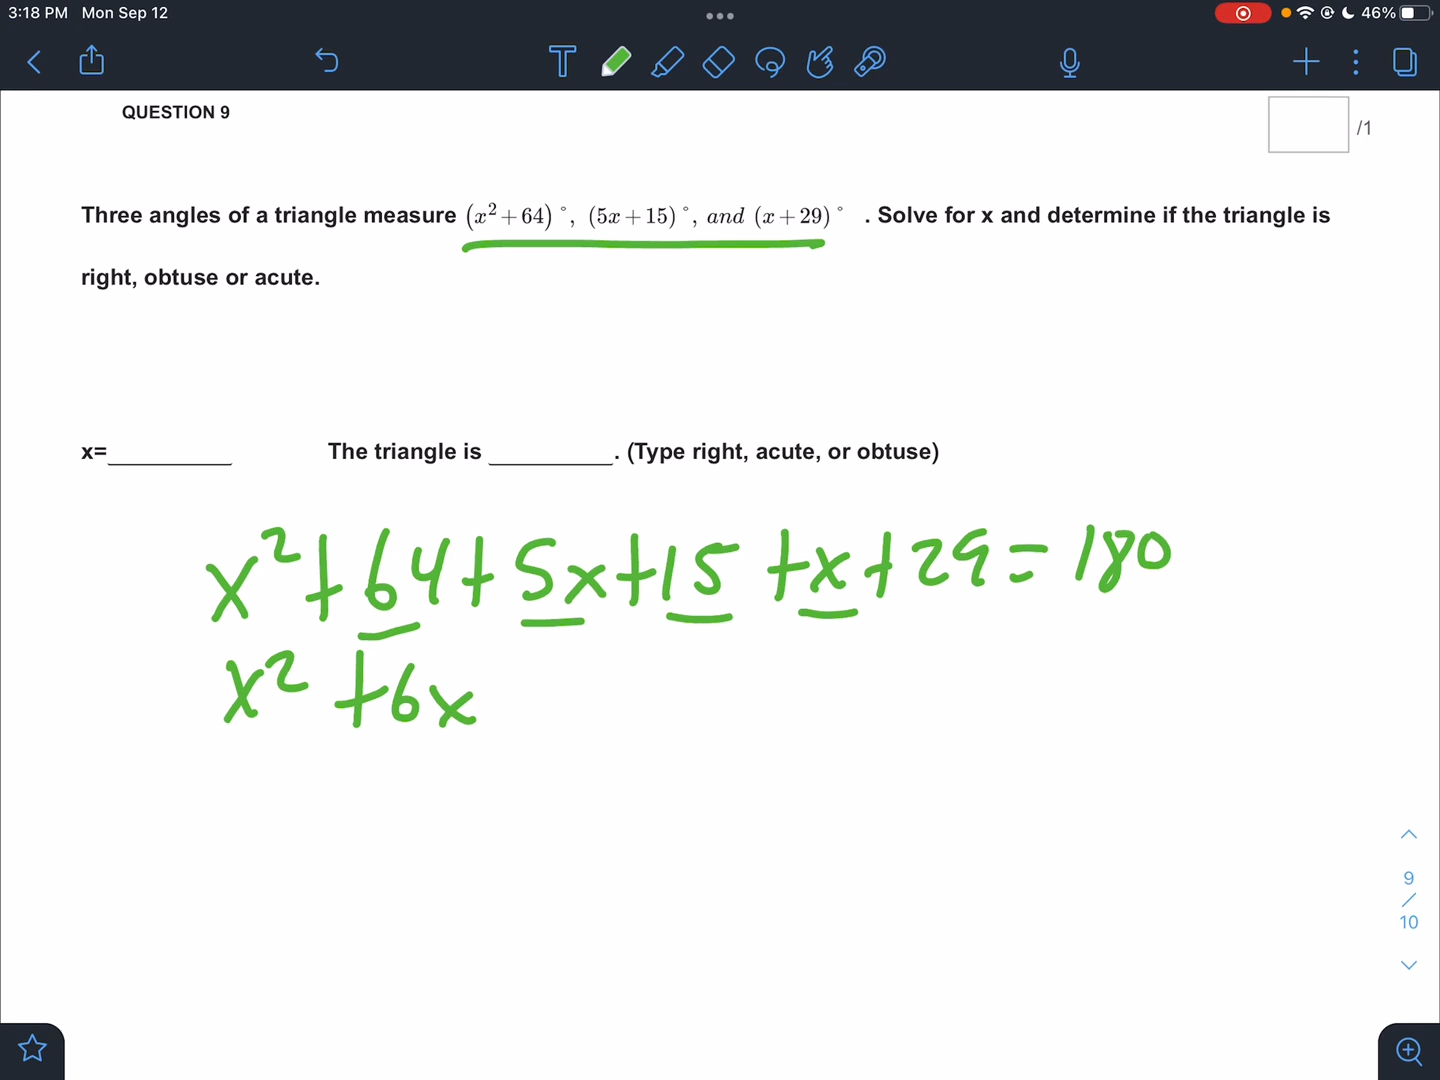 3:18 PM Mon Sep 12
46%
T
QUESTION 9
/1
Three angles of a triangle measure (x²+64)°, (5x+15)°, and (x+29)° . Solve for x and determine if the triangle is
right, obtuse or acute.
x=__________ The triangle is __________. (Type right, acute, or obtuse)
x²+64+5x+15+x+29=180
x²+6x
9
/
10